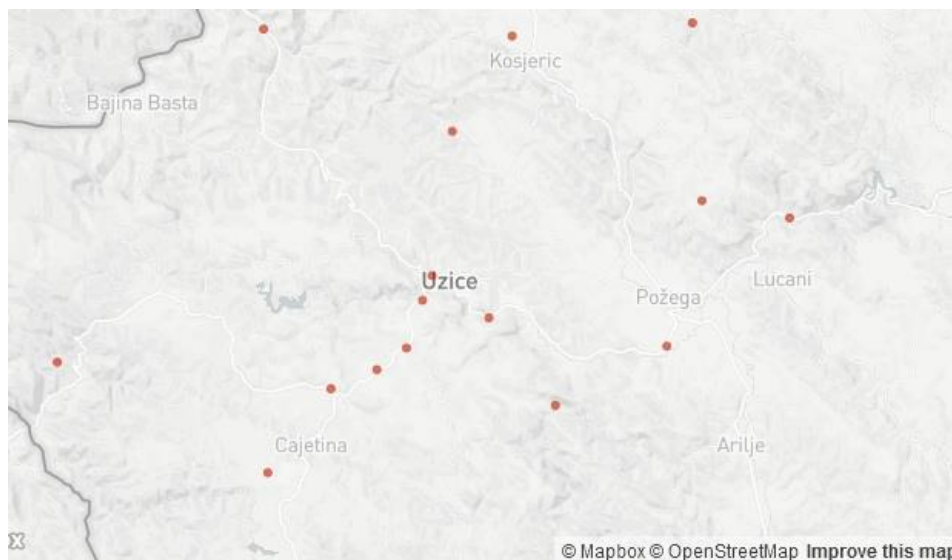 Kosjeric
Bajina Basta
Uzice
Požega
Lucani
Cajetina
Arilje
© Mapbox © OpenStreetMap Improve this map